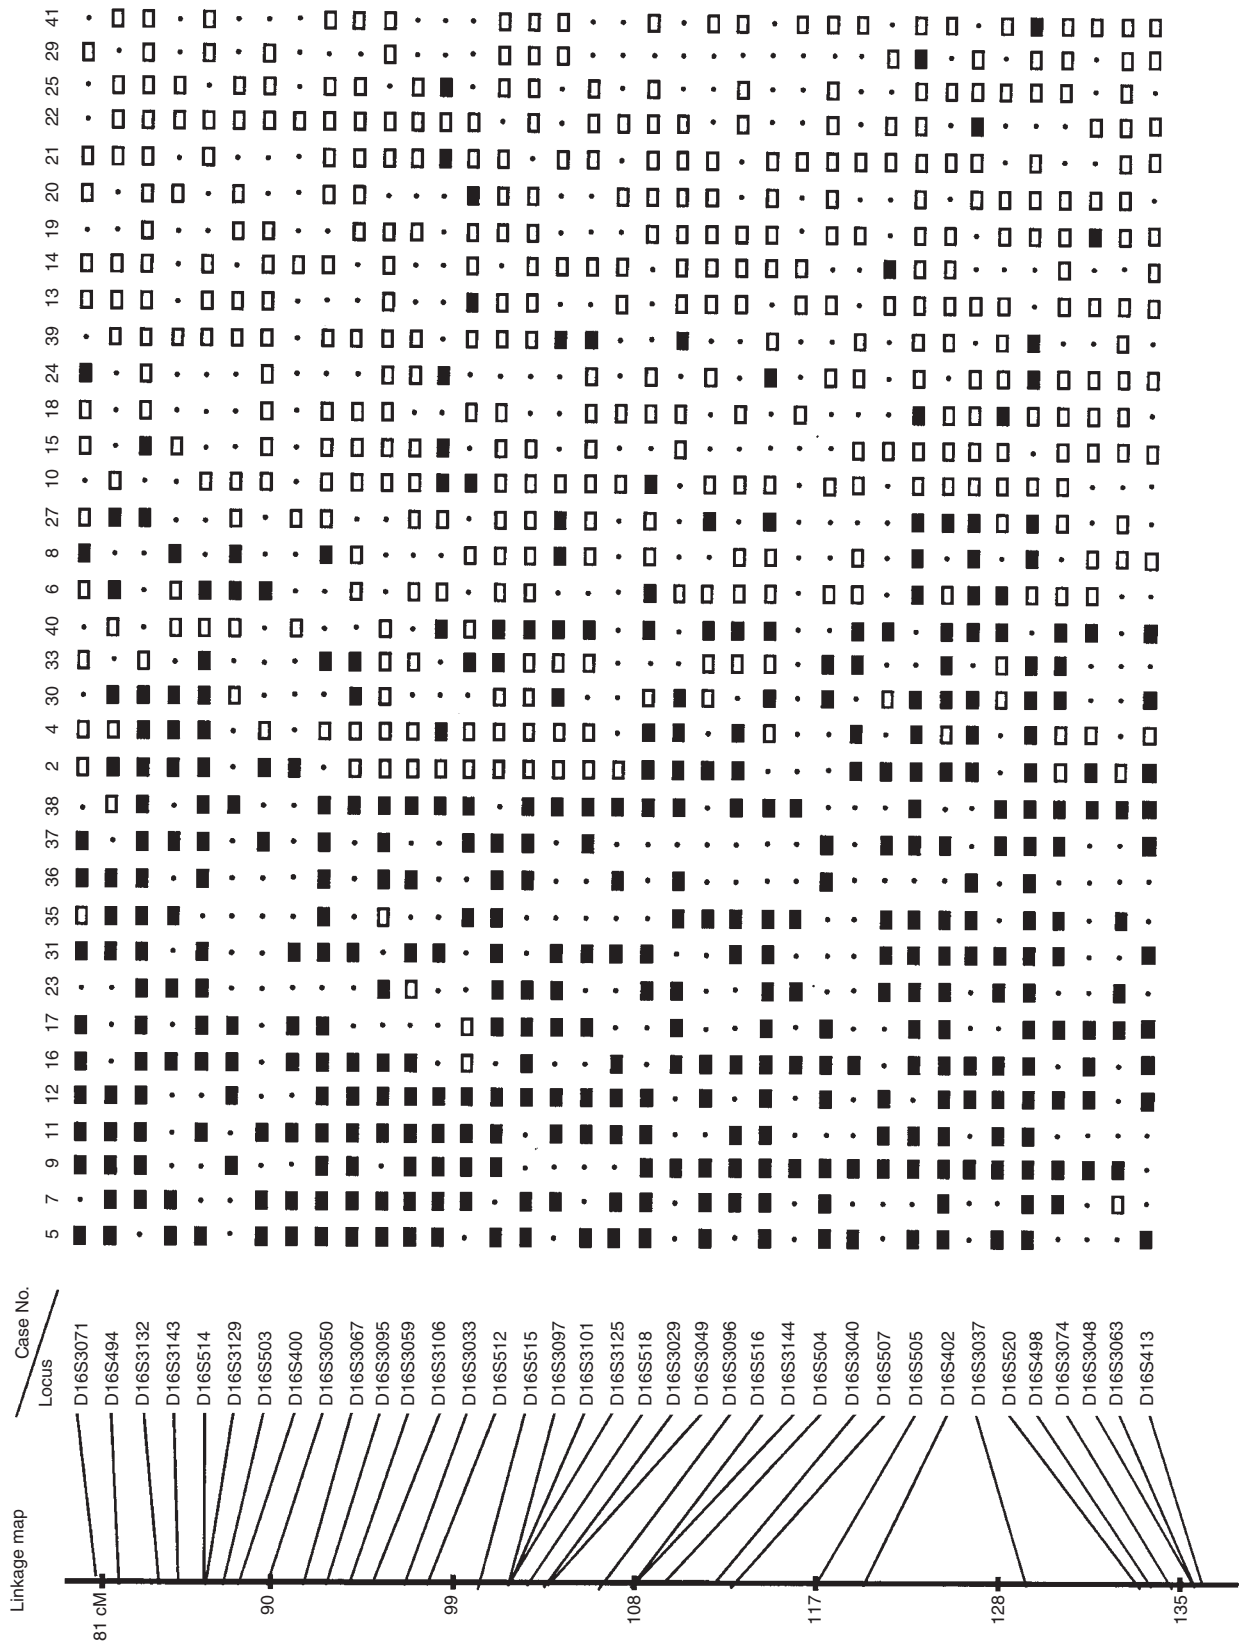 Linkage map
81 cM
90
99
108
117
128
135
Case No.
Locus
D16S3071
D16S494
D16S3132
D16S3143
D16S514
D16S3129
D16S503
D16S400
D16S3050
D16S3067
D16S3095
D16S3059
D16S3106
D16S3033
D16S512
D16S515
D16S3097
D16S3101
D16S3125
D16S518
D16S3029
D16S3049
D16S3096
D16S516
D16S3144
D16S504
D16S3040
D16S507
D16S505
D16S402
D16S3037
D16S520
D16S498
D16S3074
D16S3048
D16S3063
D16S413
5
7
9
11
12
16
17
23
31
35
36
37
38
2
4
30
33
40
6
8
27
10
15
18
24
39
13
14
19
20
21
22
25
29
41